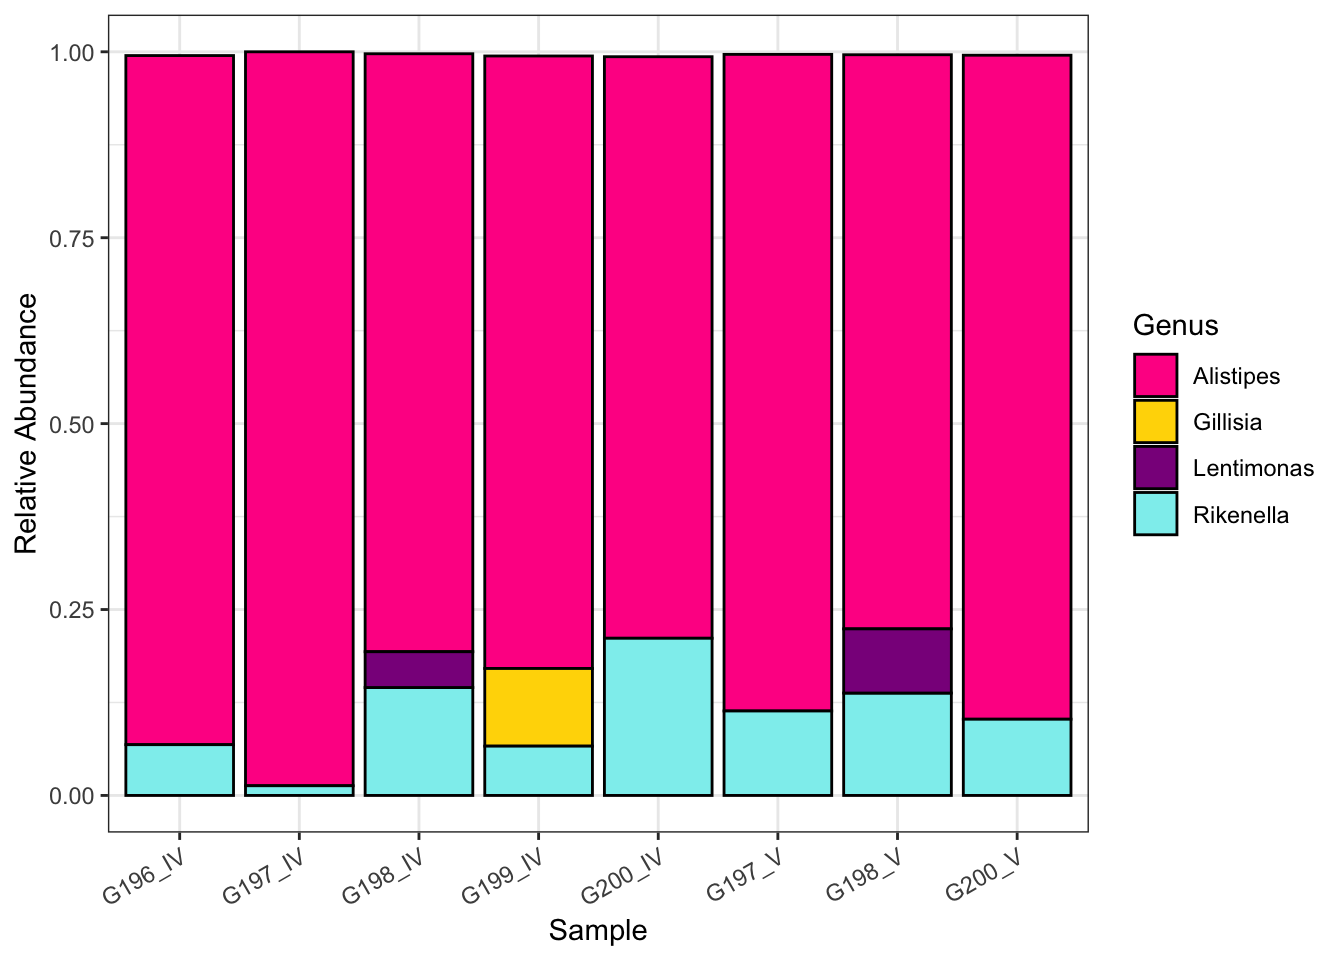 1.00
0.75
0.50
0.25
0.00
Relative Abundance
G196_IV
G197_IV
G198_IV
G199_IV
G200_IV
G197_V
G198_V
G200_V
Sample
Genus
Alistipes
Gillisia
Lentimonas
Rikenella